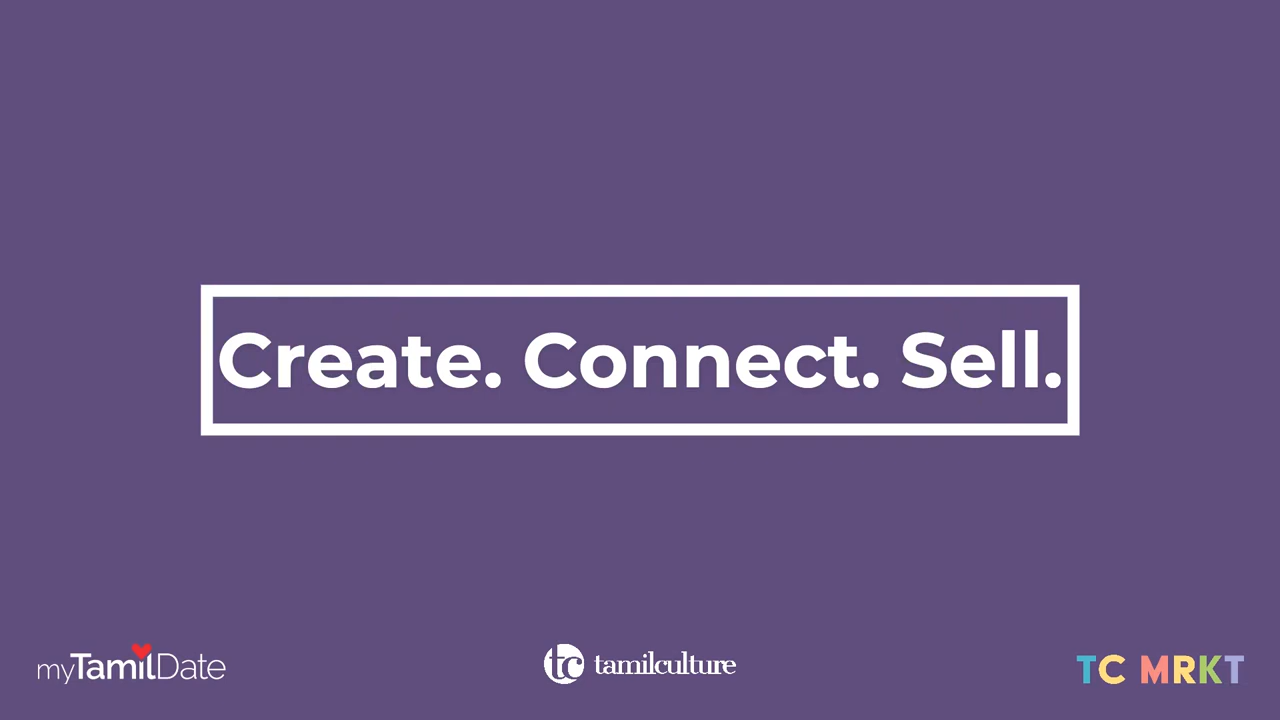 Create. Connect. Sell.
myTamilDate
tc tamilculture
TC MRKT